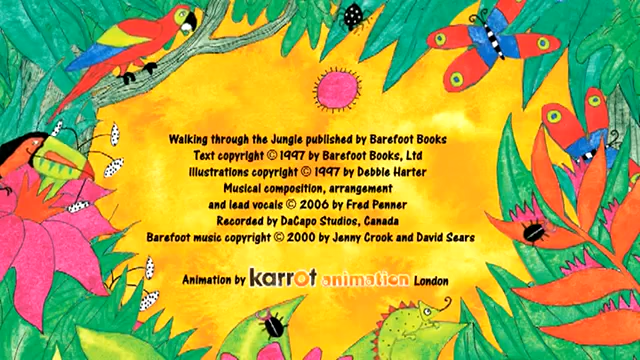 Walking through the Jungle published by Barefoot Books
Text copyright © 1997 by Barefoot Books, Ltd
Illustrations copyright © 1997 by Debbie Harter
Musical composition, arrangement
and lead vocals © 2006 by Fred Penner
Recorded by DaCapo Studios, Canada
Barefoot music copyright © 2000 by Jenny Crook and David Sears
Animation by karrot animation London